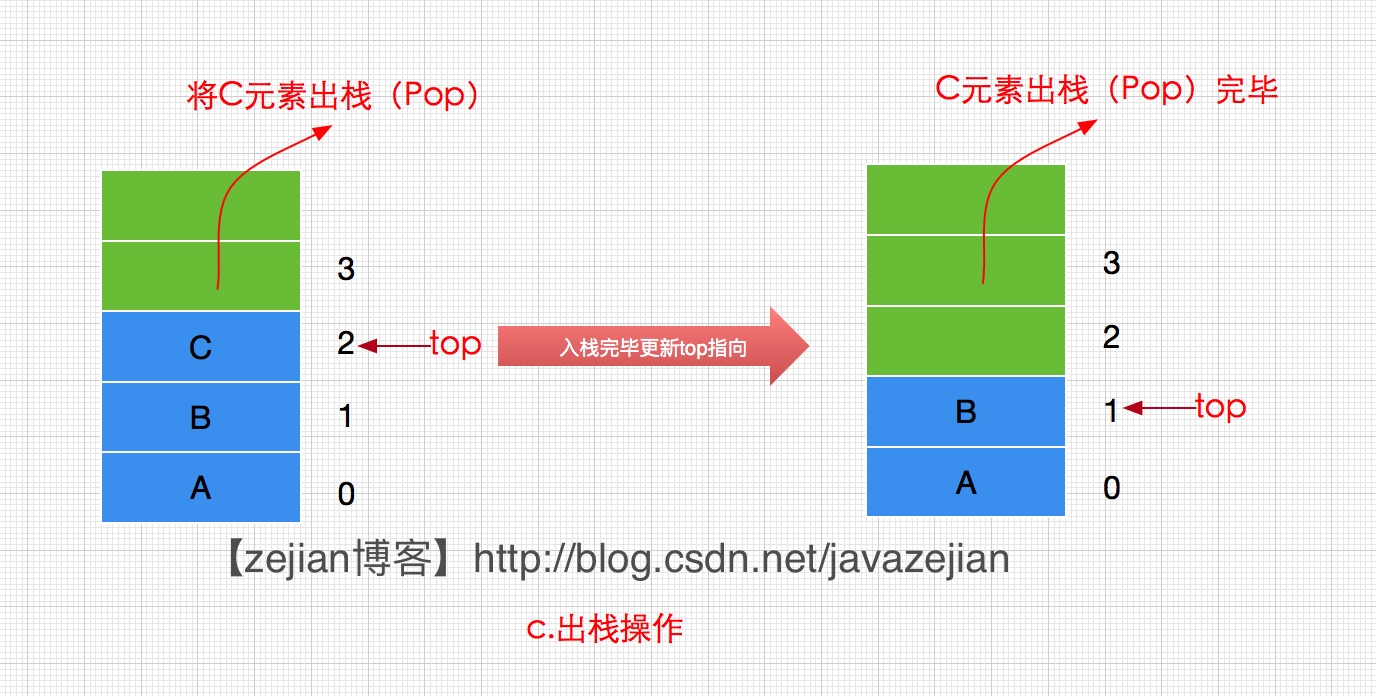 将C元素出栈（Pop）
C元素出栈（Pop）完毕
3
C
2
top
B
1
A
0
入栈完毕更新top指向
3
2
B
1
top
A
0
【zejian博客】http://blog.csdn.net/javazejian
c.出栈操作